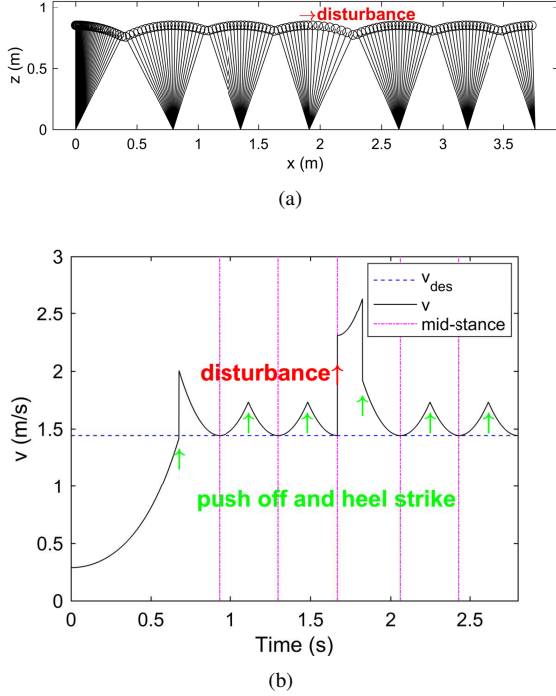 →disturbance
1
0.5
0
z (m)
0 0.5 1 1.5 2 2.5 3 3.5
x (m)
(a)
3
2.5
2
1.5
1
0.5
0
v (m/s)
v_des
v
mid-stance
disturbance↑
push off and heel strike
0 0.5 1 1.5 2 2.5
Time (s)
(b)